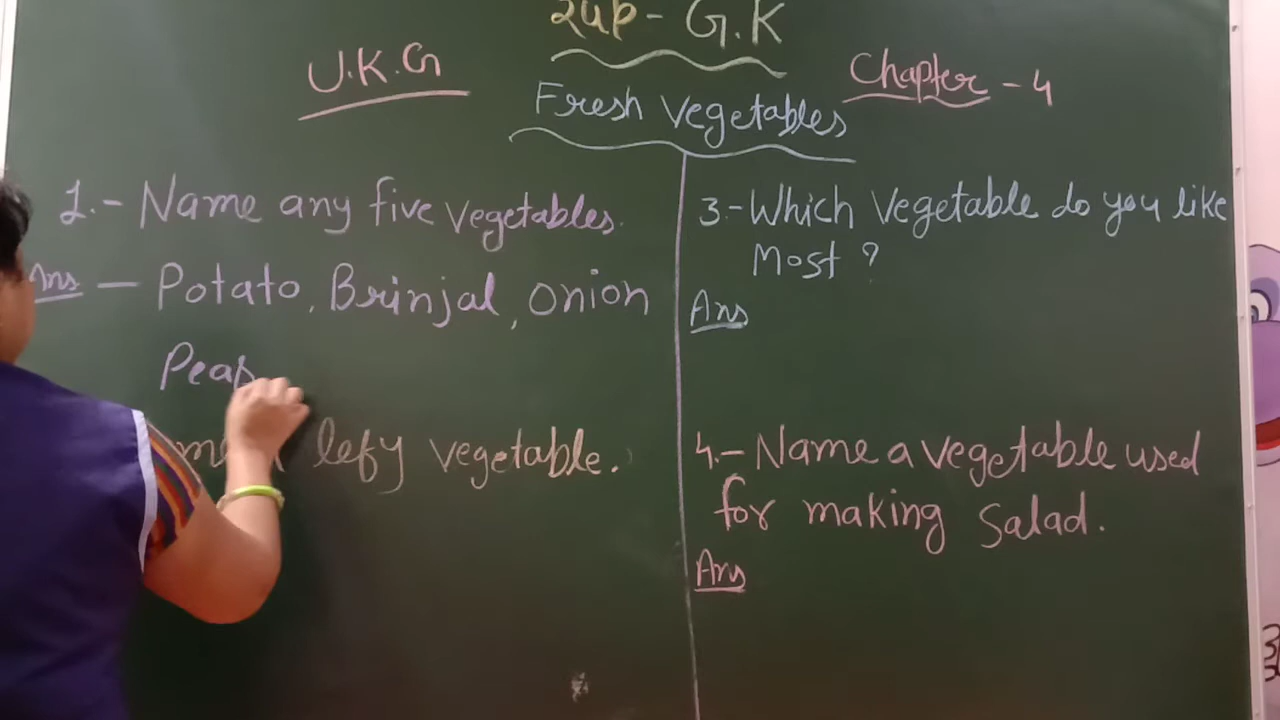 2up - G.K
U.K.G
Chapter - 4
Fresh Vegetables
1.- Name any five vegetables.
Ans - Potato, Brinjal, Onion
Peas
lefy vegetable.
3.- Which Vegetable do you like
Most ?
Ans
4.- Name a vegetable used
for making Salad.
Ans